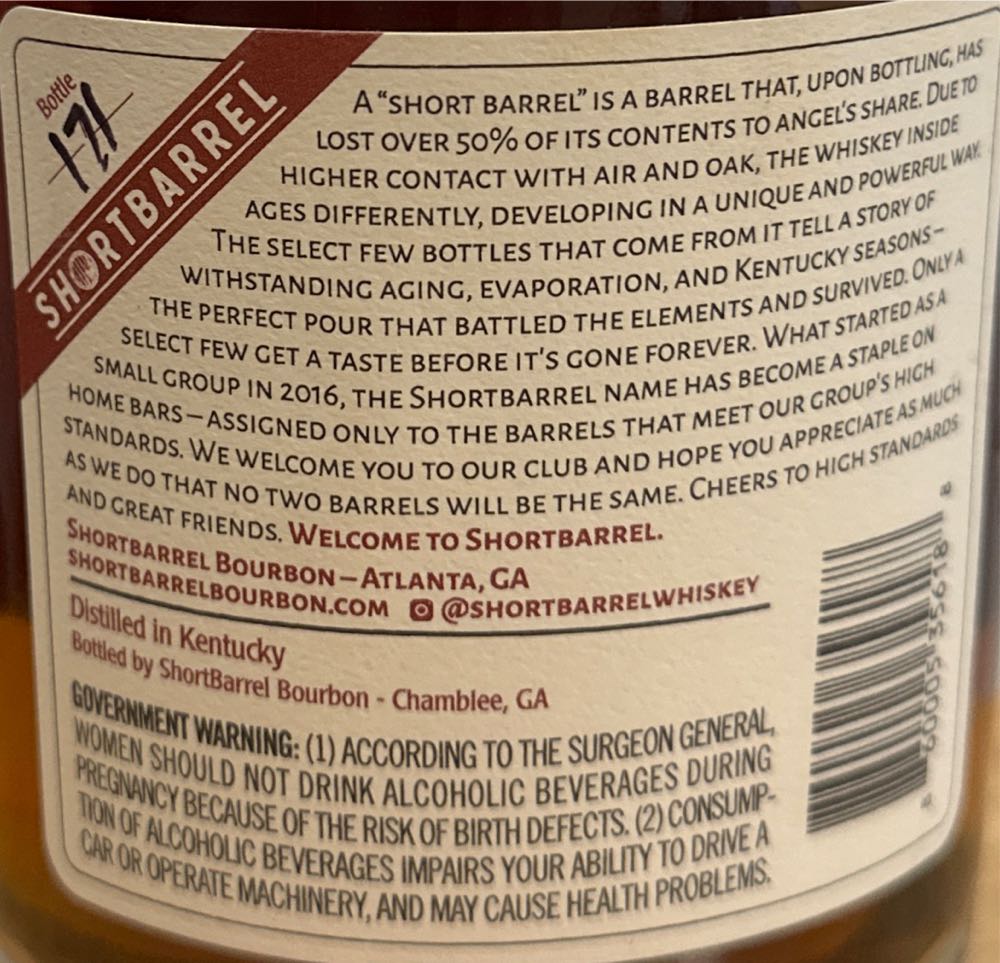 Bottle
171
SHORTBARREL
A “SHORT BARREL” IS A BARREL THAT, UPON BOTTLING, HAS
LOST OVER 50% OF ITS CONTENTS TO ANGEL'S SHARE. DUE TO
HIGHER CONTACT WITH AIR AND OAK, THE WHISKEY INSIDE
AGES DIFFERENTLY, DEVELOPING IN A UNIQUE AND POWERFUL WAY.
THE SELECT FEW BOTTLES THAT COME FROM IT TELL A STORY OF
WITHSTANDING AGING, EVAPORATION, AND KENTUCKY SEASONS–
THE PERFECT POUR THAT BATTLED THE ELEMENTS AND SURVIVED. ONLY A
SELECT FEW GET A TASTE BEFORE IT'S GONE FOREVER. WHAT STARTED AS A
SMALL GROUP IN 2016, THE SHORTBARREL NAME HAS BECOME A STAPLE ON
HOME BARS–ASSIGNED ONLY TO THE BARRELS THAT MEET OUR GROUP'S HIGH
STANDARDS. WE WELCOME YOU TO OUR CLUB AND HOPE YOU APPRECIATE AS MUCH
AS WE DO THAT NO TWO BARRELS WILL BE THE SAME. CHEERS TO HIGH STANDARDS
AND GREAT FRIENDS. WELCOME TO SHORTBARREL.
SHORTBARREL BOURBON–ATLANTA, GA
SHORTBARRELBOURBON.COM @SHORTBARRELWHISKEY
Distilled in Kentucky
Bottled by ShortBarrel Bourbon - Chamblee, GA
GOVERNMENT WARNING: (1) ACCORDING TO THE SURGEON GENERAL,
WOMEN SHOULD NOT DRINK ALCOHOLIC BEVERAGES DURING
PREGNANCY BECAUSE OF THE RISK OF BIRTH DEFECTS. (2) CONSUMP-
TION OF ALCOHOLIC BEVERAGES IMPAIRS YOUR ABILITY TO DRIVE A
CAR OR OPERATE MACHINERY, AND MAY CAUSE HEALTH PROBLEMS.